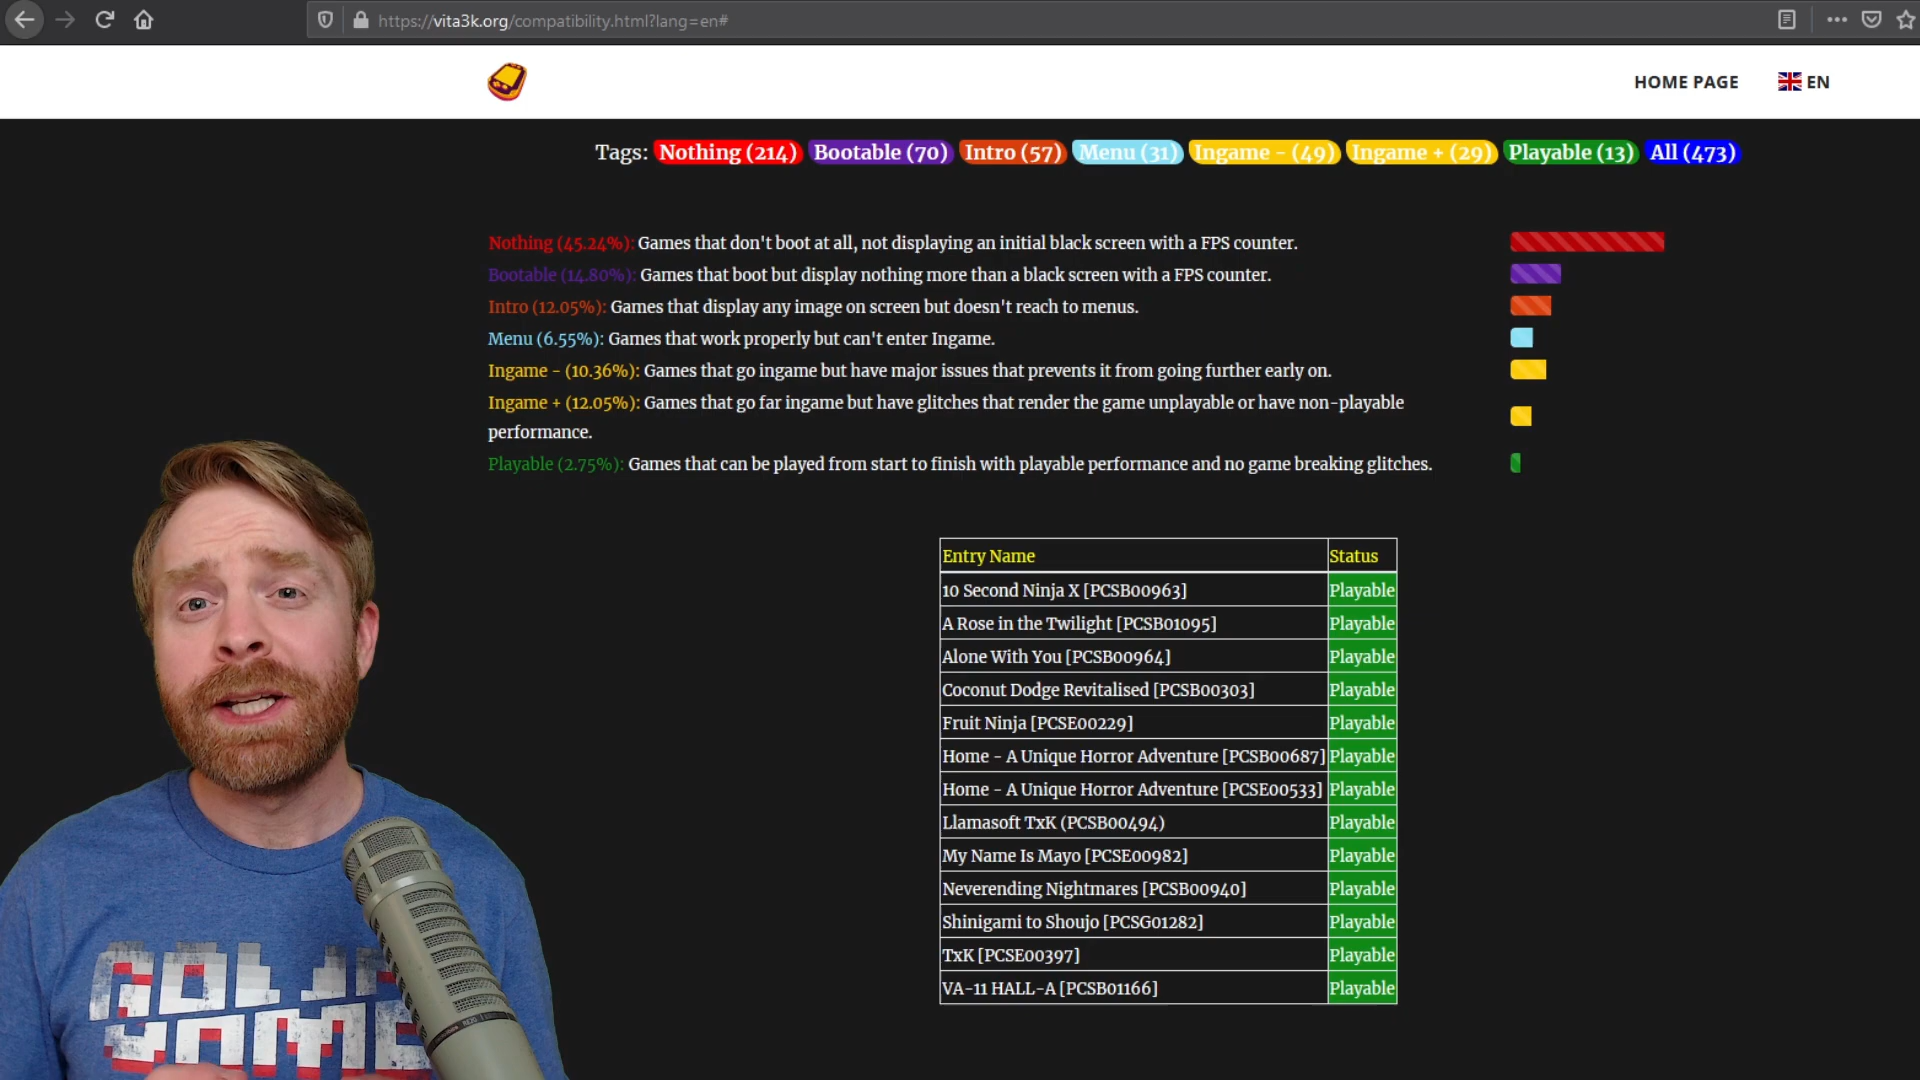 https://vita3k.org/compatibility.html?lang=en#
HOME PAGE
EN
Tags: Nothing (214) Bootable (70) Intro (57) Menu (31) Ingame - (49) Ingame + (29) Playable (13) All (473)
Nothing (45.24%): Games that don't boot at all, not displaying an initial black screen with a FPS counter.
Bootable (14.80%): Games that boot but display nothing more than a black screen with a FPS counter.
Intro (12.05%): Games that display any image on screen but doesn't reach to menus.
Menu (6.55%): Games that work properly but can't enter Ingame.
Ingame - (10.36%): Games that go ingame but have major issues that prevents it from going further early on.
Ingame + (12.05%): Games that go far ingame but have glitches that render the game unplayable or have non-playable
performance.
Playable (2.75%): Games that can be played from start to finish with playable performance and no game breaking glitches.
Entry Name Status
10 Second Ninja X [PCSB00963] Playable
A Rose in the Twilight [PCSB01095] Playable
Alone With You [PCSB00964] Playable
Coconut Dodge Revitalised [PCSB00303] Playable
Fruit Ninja [PCSE00229] Playable
Home - A Unique Horror Adventure [PCSB00687] Playable
Home - A Unique Horror Adventure [PCSE00533] Playable
Llamasoft TxK (PCSB00494) Playable
My Name Is Mayo [PCSE00982] Playable
Neverending Nightmares [PCSB00940] Playable
Shinigami to Shoujo [PCSG01282] Playable
TxK [PCSE00397] Playable
VA-11 HALL-A [PCSB01166] Playable